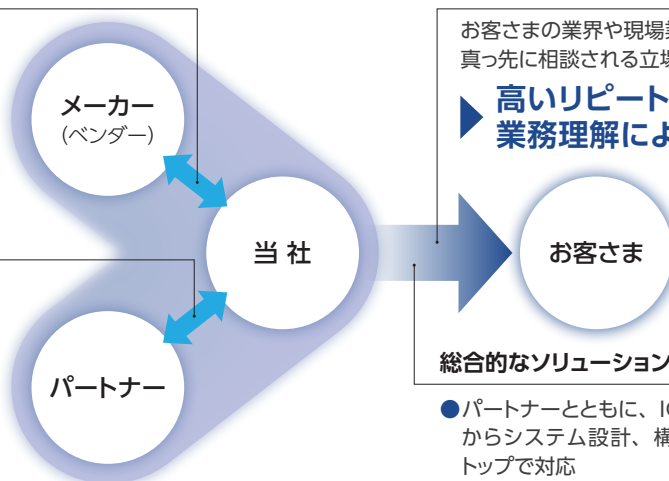 お客さまの業界や現場
真っ先に相談される立
高いリピート
業務理解によ
メーカー
(ベンダー)
当 社
お客さま
パートナー
総合的なソリューション
●パートナーとともに、IC
からシステム設計、構
トップで対応